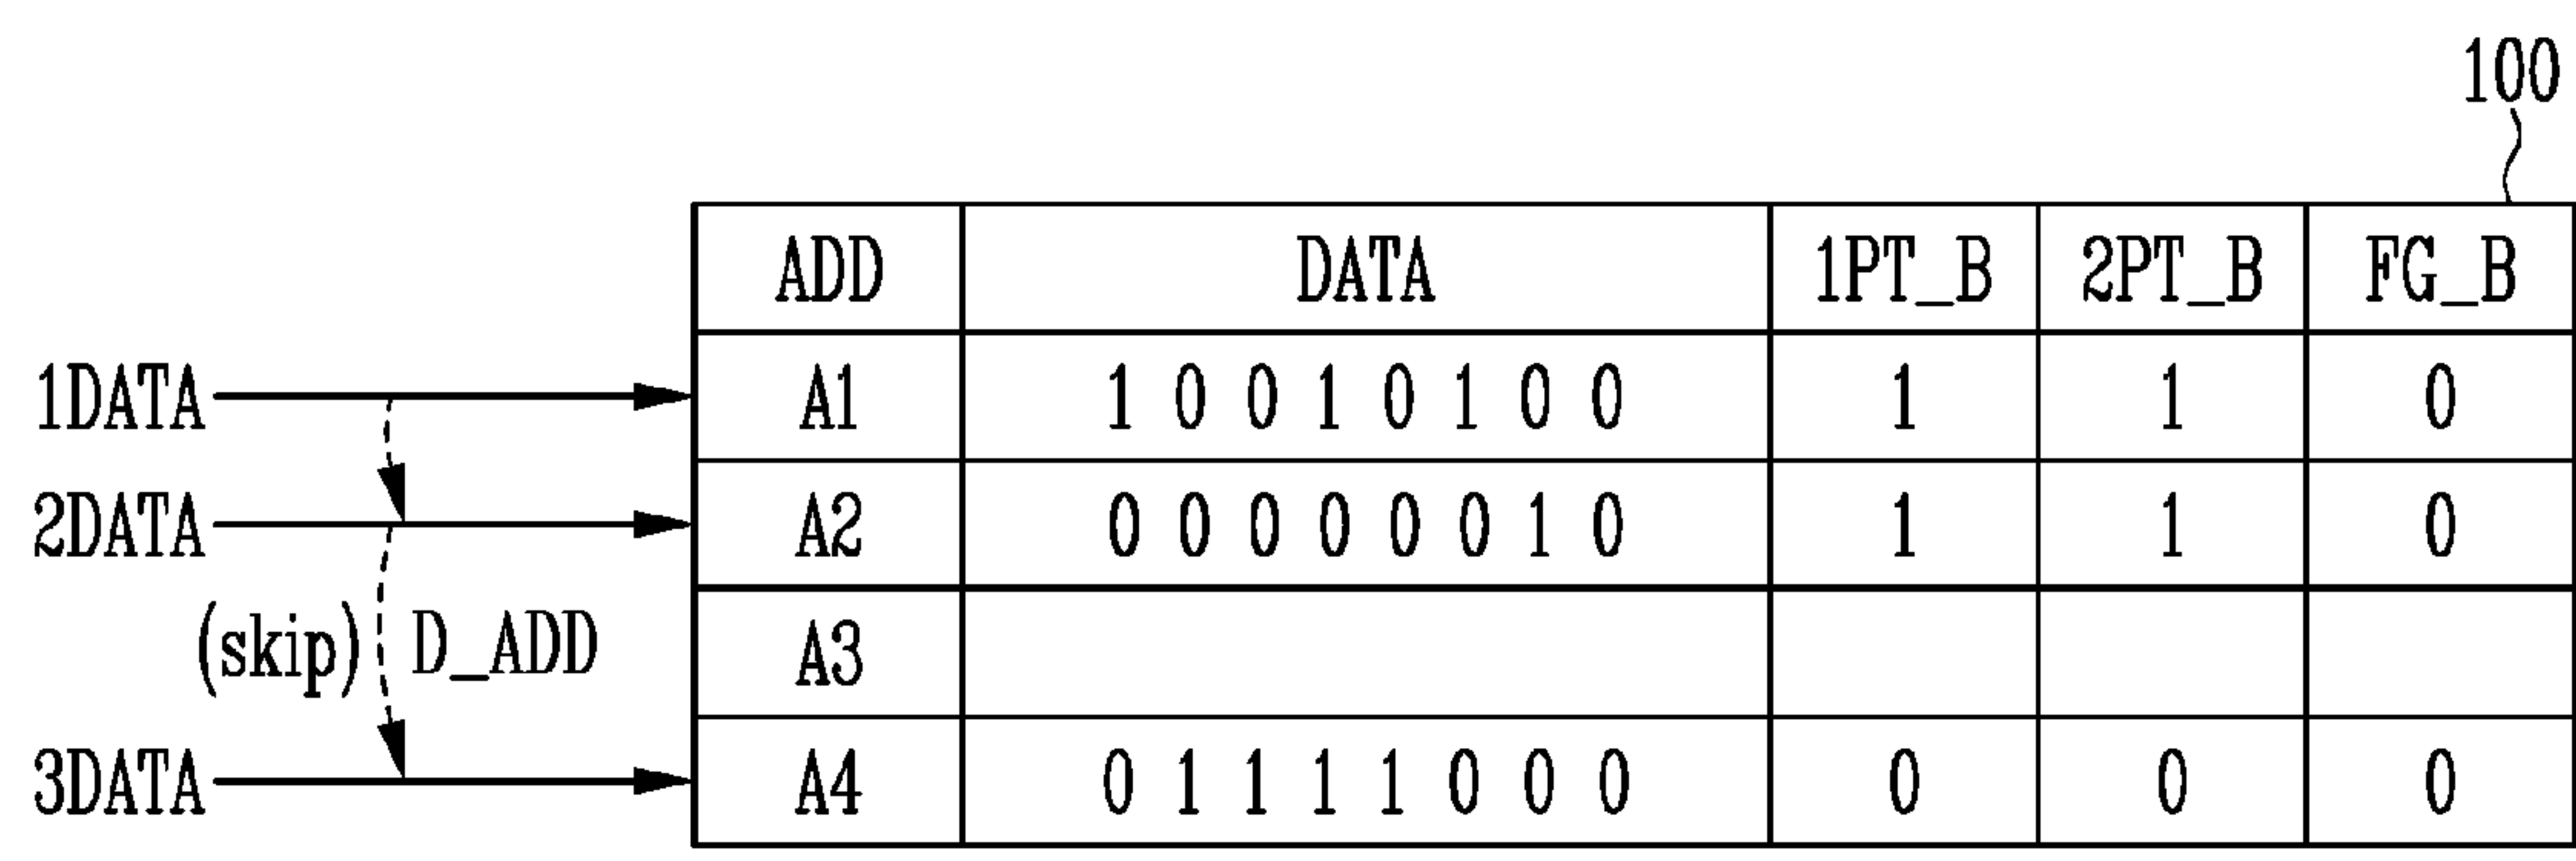 100
ADD DATA 1PT_B 2PT_B FG_B
1DATA A1 1 0 0 1 0 1 0 0 1 1 0
2DATA A2 0 0 0 0 0 0 1 0 1 1 0
(skip) D_ADD A3
3DATA A4 0 1 1 1 1 0 0 0 0 0 0